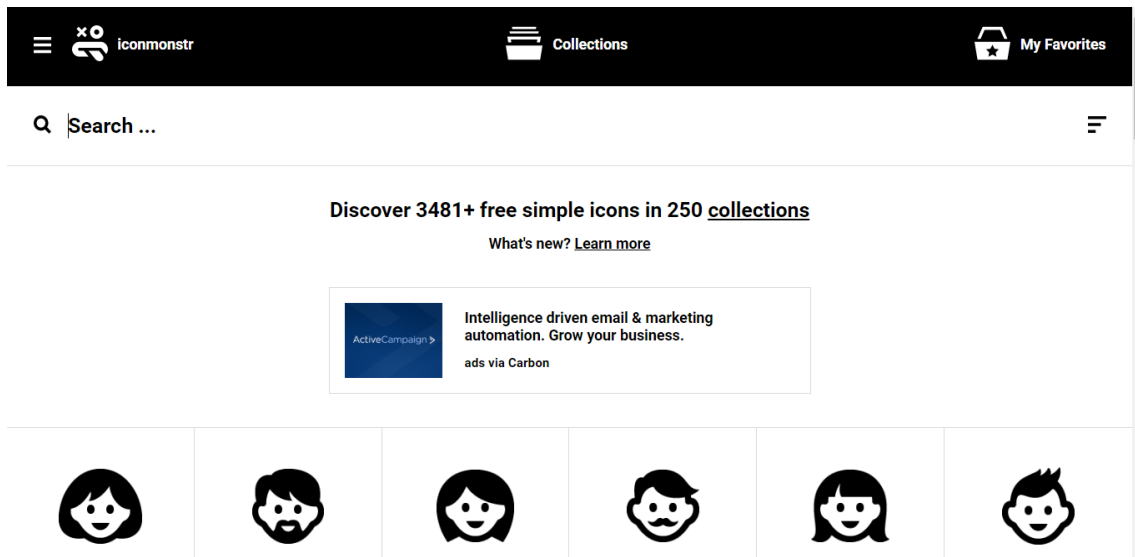 iconmonstr
Collections
My Favorites
Search ...
Discover 3481+ free simple icons in 250 collections
What's new? Learn more
ActiveCampaign >
Intelligence driven email & marketing
automation. Grow your business.
ads via Carbon